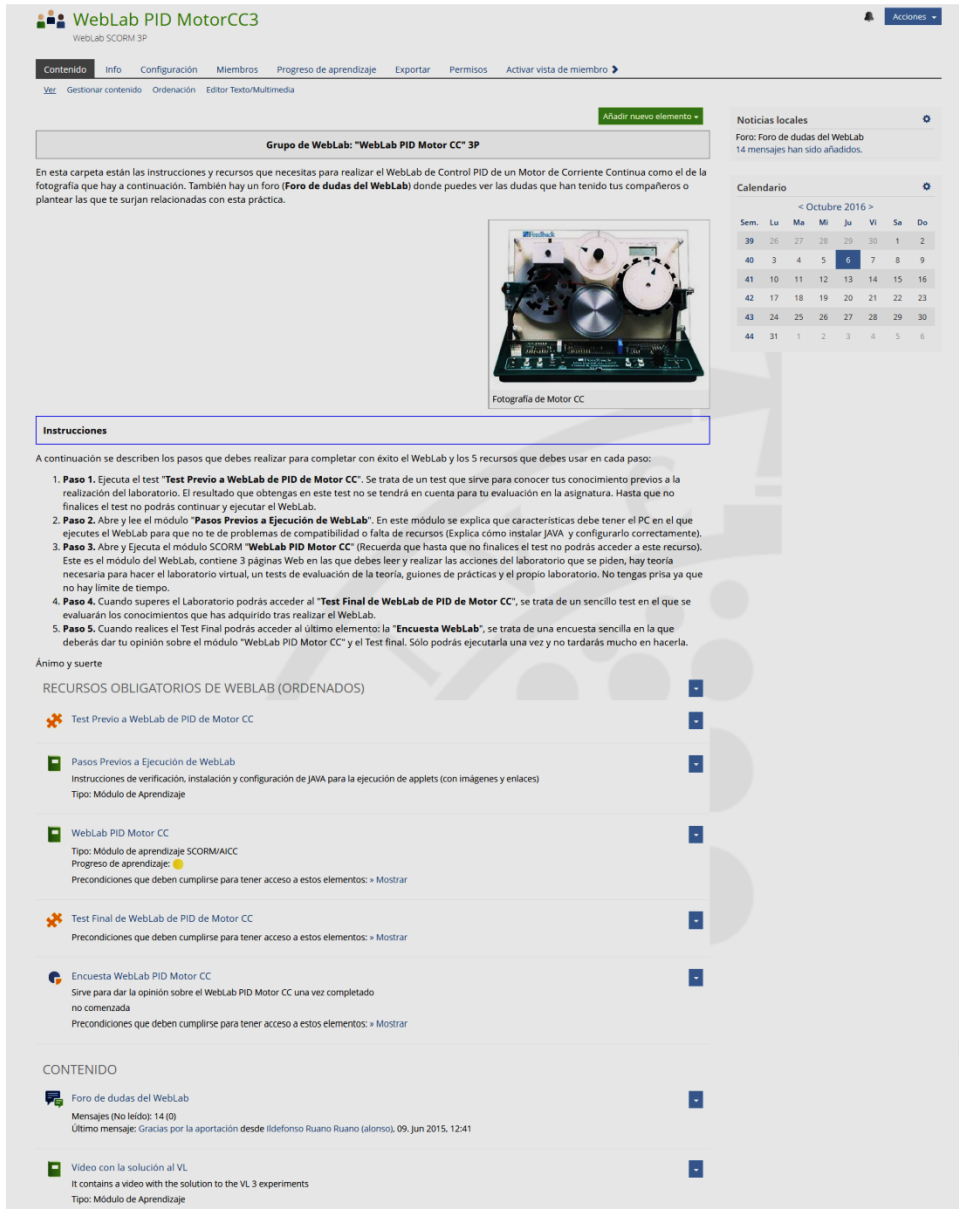 WebLab PID MotorCC3
WebLab SCORM 3P
Acciones
Contenido Info Configuración Miembros Progreso de aprendizaje Exportar Permisos Activar vista de miembro
Ver Gestionar contenido Ordenación Editor Texto/Multimedia
Añadir nuevo elemento
Grupo de WebLab: "WebLab PID Motor CC" 3P
En esta carpeta están las instrucciones y recursos que necesitas para realizar el WebLab de Control PID de un Motor de Corriente Continua como el de la
fotografía que hay a continuación. También hay un foro (Foro de dudas del WebLab) donde puedes ver las dudas que han tenido tus compañeros o
plantear las que te surjan relacionadas con esta práctica.
Feedback
Fotografía de Motor CC
Instrucciones
A continuación se describen los pasos que debes realizar para completar con éxito el WebLab y los 5 recursos que debes usar en cada paso:
1. Paso 1. Ejecuta el test "Test Previo a WebLab de PID de Motor CC". Se trata de un test que sirve para conocer tus conocimiento previos a la
realización del laboratorio. El resultado que obtengas en este test no se tendrá en cuenta para tu evaluación en la asignatura. Hasta que no
finalices el test no podrás continuar y ejecutar el WebLab.
2. Paso 2. Abre y lee el módulo "Pasos Previos a Ejecución de WebLab". En este módulo se explica que características debe tener el PC en el que
ejecutes el WebLab para que no te de problemas de compatibilidad o falta de recursos (Explica cómo instalar JAVA y configurarlo correctamente).
3. Paso 3. Abre y Ejecuta el módulo SCORM "WebLab PID Motor CC" (Recuerda que hasta que no finalices el test no podrás acceder a este recurso).
Este es el módulo del WebLab, contiene 3 páginas Web en las que debes leer y realizar las acciones del laboratorio que se piden, hay teoría
necesaria para hacer el laboratorio virtual, un tests de evaluación de la teoría, guiones de prácticas y el propio laboratorio. No tengas prisa ya que
no hay límite de tiempo.
4. Paso 4. Cuando superes el Laboratorio podrás acceder al "Test Final de WebLab de PID de Motor CC", se trata de un sencillo test en el que se
evaluarán los conocimientos que has adquirido tras realizar el WebLab.
5. Paso 5. Cuando realices el Test Final podrás acceder al último elemento: la "Encuesta WebLab", se trata de una encuesta sencilla en la que
deberás dar tu opinión sobre el módulo "WebLab PID Motor CC" y el Test final. Sólo podrás ejecutarla una vez y no tardarás mucho en hacerla.
Ánimo y suerte
RECURSOS OBLIGATORIOS DE WEBLAB (ORDENADOS)
Test Previo a WebLab de PID de Motor CC
Pasos Previos a Ejecución de WebLab
Instrucciones de verificación, instalación y configuración de JAVA para la ejecución de applets (con imágenes y enlaces)
Tipo: Módulo de Aprendizaje
WebLab PID Motor CC
Tipo: Módulo de aprendizaje SCORM/AICC
Progreso de aprendizaje:
Precondiciones que deben cumplirse para tener acceso a estos elementos: » Mostrar
Test Final de WebLab de PID de Motor CC
Precondiciones que deben cumplirse para tener acceso a estos elementos: » Mostrar
Encuesta WebLab PID Motor CC
Sirve para dar la opinión sobre el WebLab PID Motor CC una vez completado
no comenzada
Precondiciones que deben cumplirse para tener acceso a estos elementos: » Mostrar
CONTENIDO
Foro de dudas del WebLab
Mensajes (No leído): 14 (0)
Último mensaje: Gracias por la aportación desde Ildefonso Ruano Ruano (alonso), 09. Jun 2015, 12:41
Vídeo con la solución al VL
It contains a video with the solution to the VL 3 experiments
Tipo: Módulo de Aprendizaje
Noticias locales
Foro: Foro de dudas del WebLab
14 mensajes han sido añadidos.
Calendario
< Octubre 2016 >
Sem. Lu Ma Mi Ju Vi Sa Do
39 26 27 28 29 30 1 2
40 3 4 5 6 7 8 9
41 10 11 12 13 14 15 16
42 17 18 19 20 21 22 23
43 24 25 26 27 28 29 30
44 31 1 2 3 4 5 6